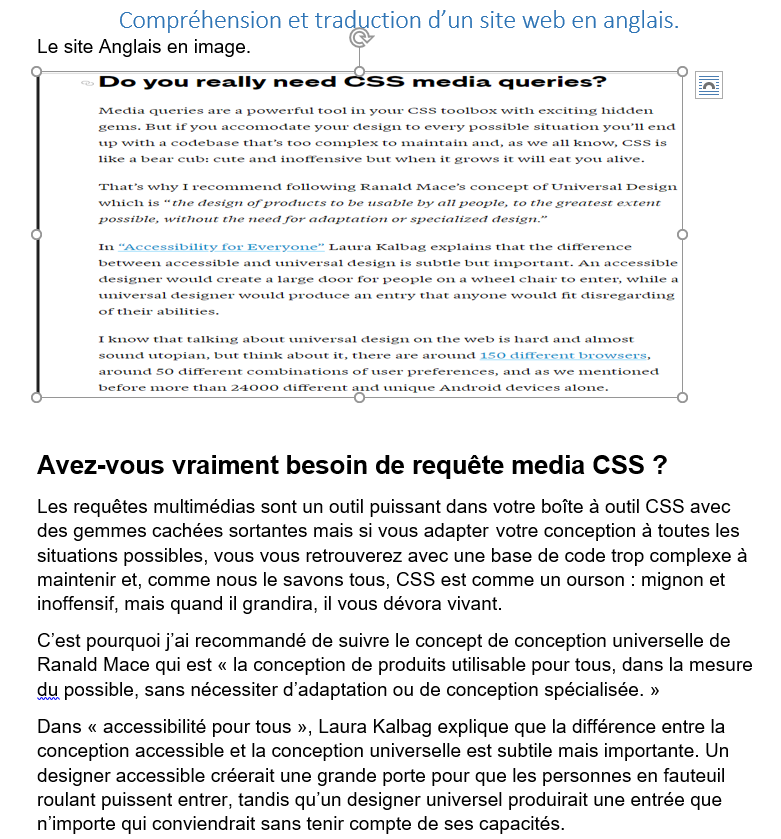 Compréhension et traduction d’un site web en anglais.
Le site Anglais en image.
Do you really need CSS media queries?
Media queries are a powerful tool in your CSS toolbox with exciting hidden
gems. But if you accomodate your design to every possible situation you’ll end
up with a codebase that’s too complex to maintain and, as we all know, CSS is
like a bear cub: cute and inoffensive but when it grows it will eat you alive.
That’s why I recommend following Ranald Mace’s concept of Universal Design
which is “the design of products to be usable by all people, to the greatest extent
possible, without the need for adaptation or specialized design.”
In “Accessibility for Everyone” Laura Kalbag explains that the difference
between accessible and universal design is subtle but important. An accessible
designer would create a large door for people on a wheel chair to enter, while a
universal designer would produce an entry that anyone would fit disregarding
of their abilities.
I know that talking about universal design on the web is hard and almost
sound utopian, but think about it, there are around 150 different browsers,
around 50 different combinations of user preferences, and as we mentioned
before more than 24000 different and unique Android devices alone.
Avez-vous vraiment besoin de requête media CSS ?
Les requêtes multimédias sont un outil puissant dans votre boîte à outil CSS avec
des gemmes cachées sortantes mais si vous adapter votre conception à toutes les
situations possibles, vous vous retrouverez avec une base de code trop complexe à
maintenir et, comme nous le savons tous, CSS est comme un ourson : mignon et
inoffensif, mais quand il grandira, il vous dévora vivant.
C’est pourquoi j’ai recommandé de suivre le concept de conception universelle de
Ranald Mace qui est « la conception de produits utilisable pour tous, dans la mesure
du possible, sans nécessiter d’adaptation ou de conception spécialisée. »
Dans « accessibilité pour tous », Laura Kalbag explique que la différence entre la
conception accessible et la conception universelle est subtile mais importante. Un
designer accessible créerait une grande porte pour que les personnes en fauteuil
roulant puissent entrer, tandis qu’un designer universel produirait une entrée que
n’importe qui conviendrait sans tenir compte de ses capacités.